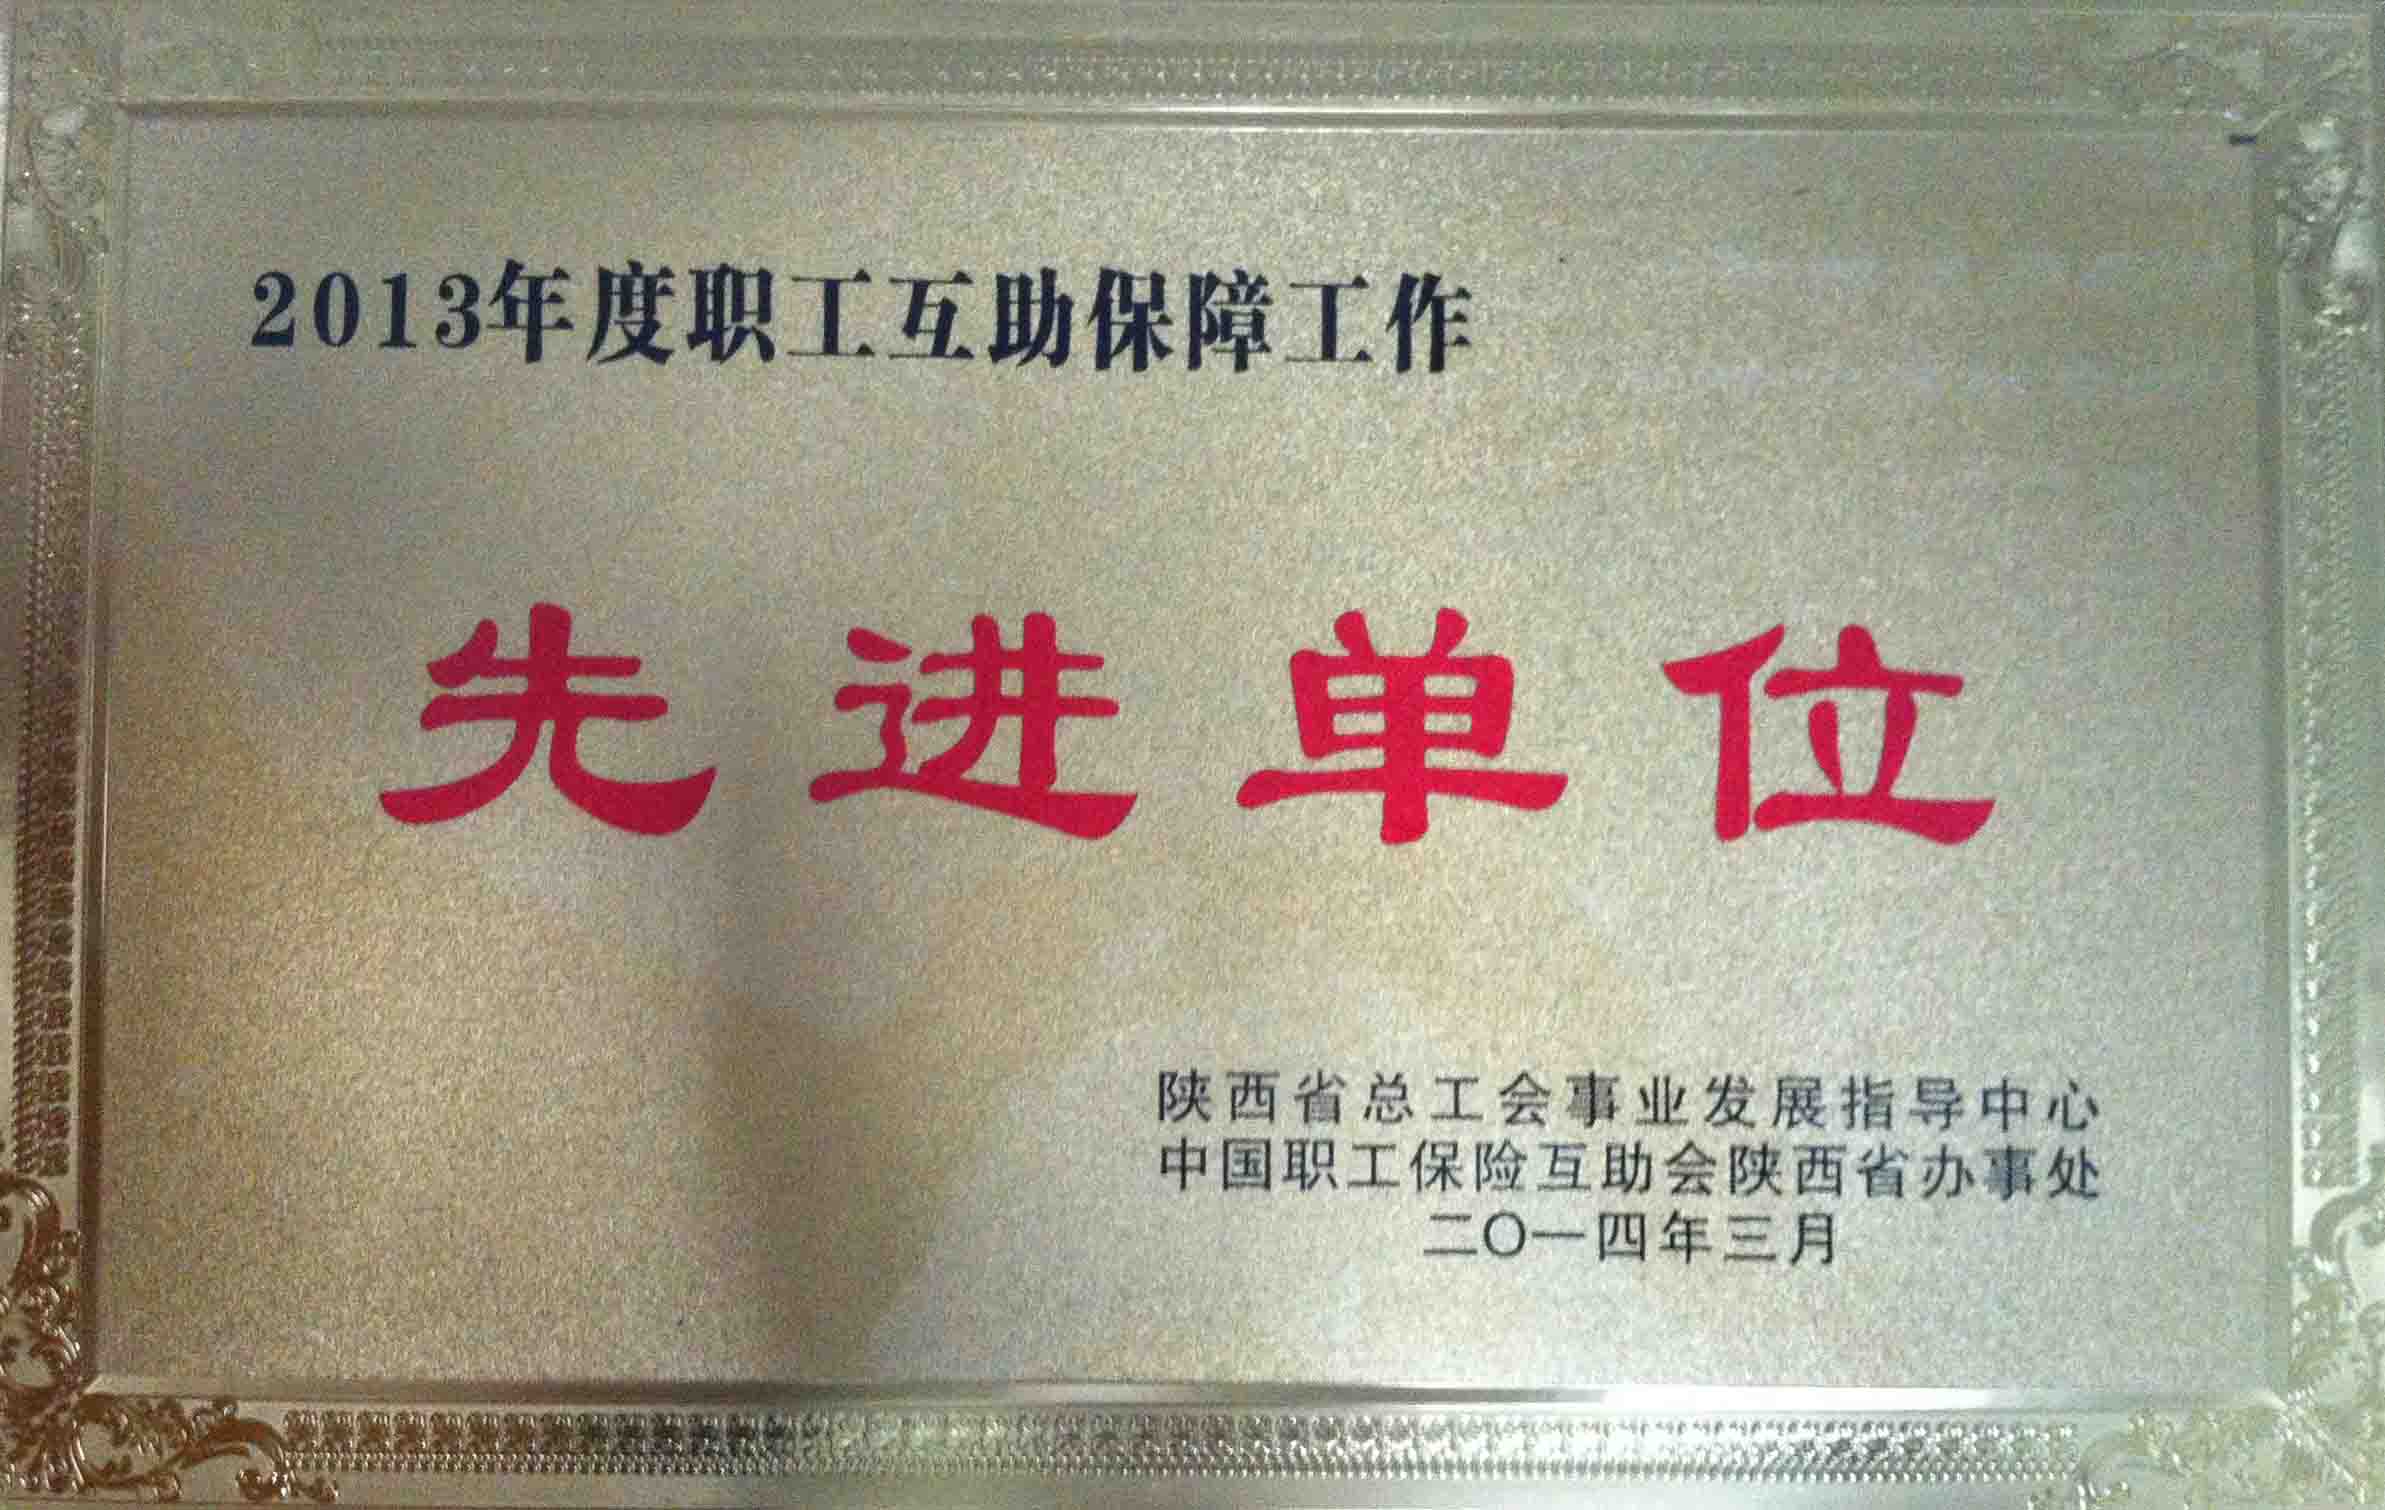 2013年度职工互助保障工作
先进单位
陕西省总工会事业发展指导中心
中国职工保险互助会陕西省办事处
二〇一四年三月